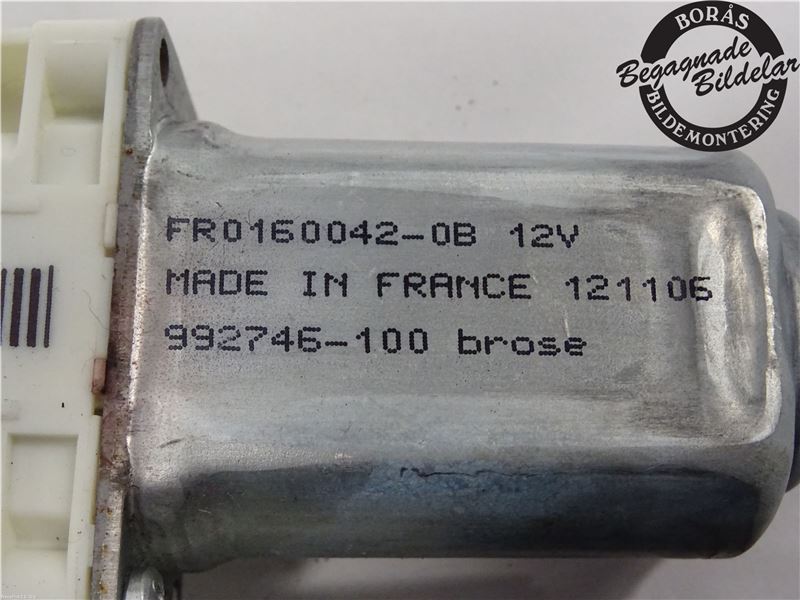 BORÅS
Begagnade
Bildelar
BILDEMONTERING
FR0160042-0B 12V
MADE IN FRANCE 121106
992746-100 brose